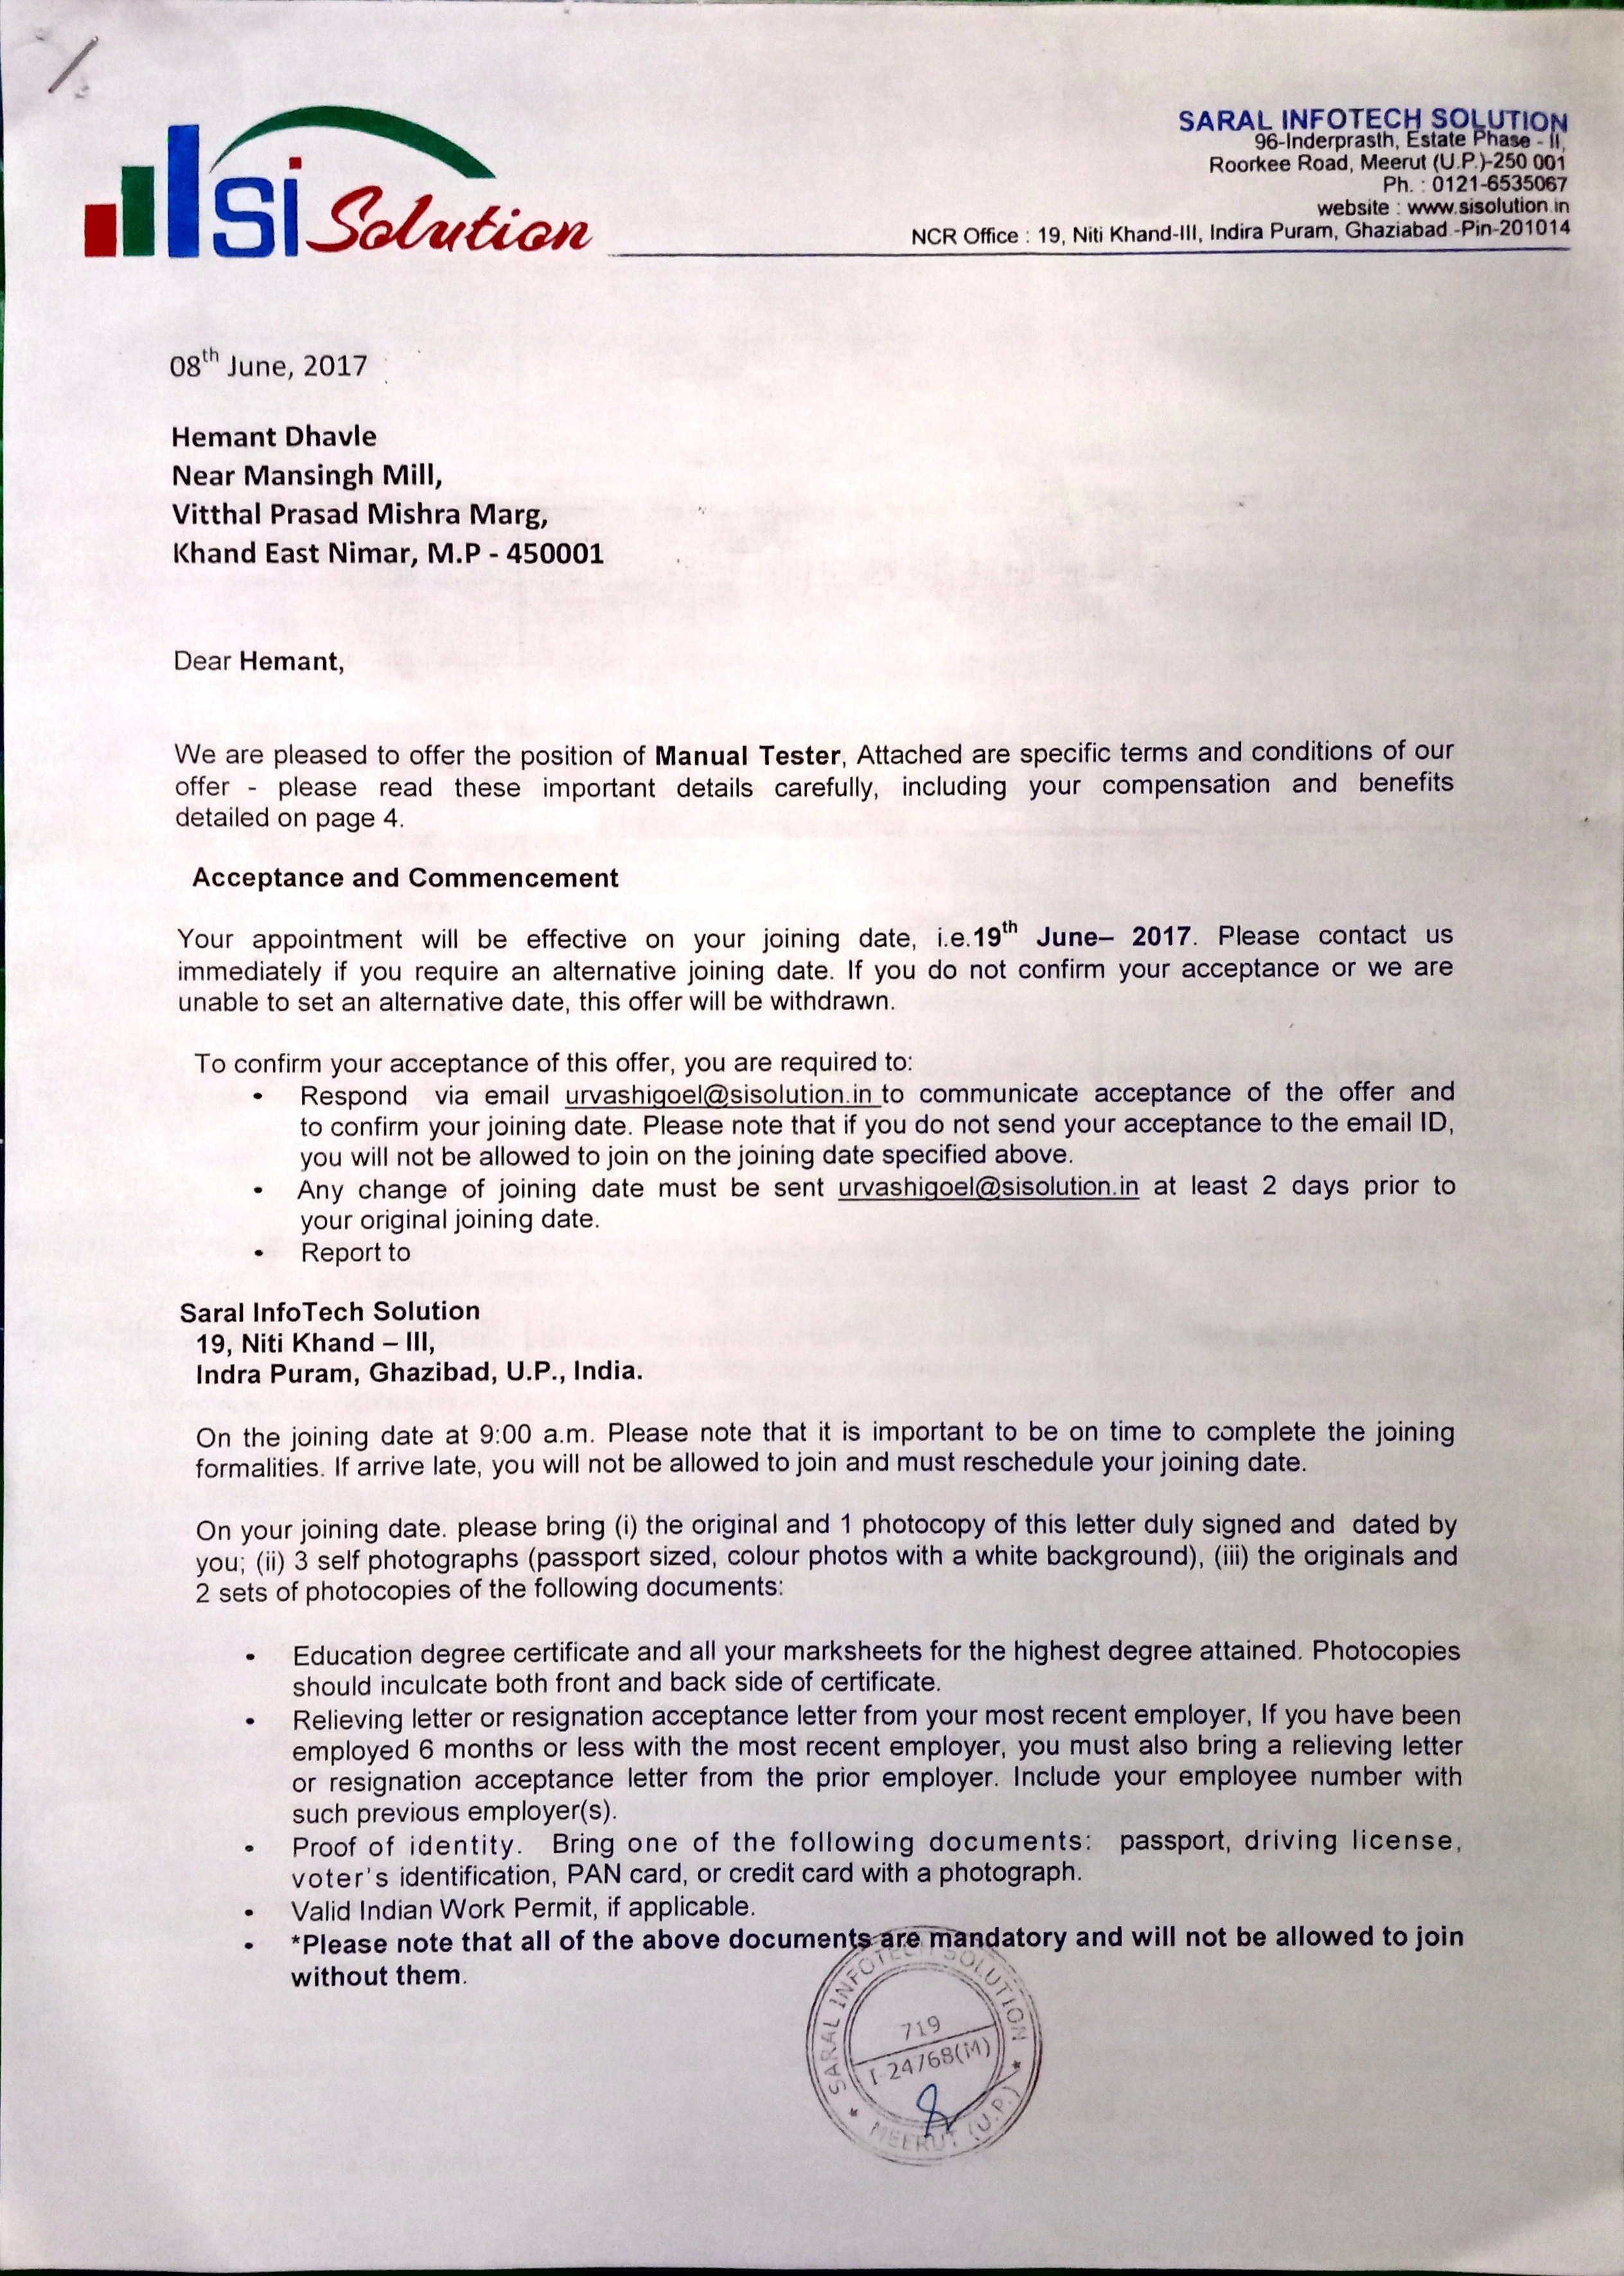 SI Solution
SARAL INFOTECH SOLUTION
96-Inderprasth, Estate Phase - II,
Roorkee Road, Meerut (U.P.)-250 001
Ph. : 0121-6535067
website : www.sisolution.in
NCR Office : 19, Niti Khand-III, Indira Puram, Ghaziabad.-Pin-201014
08th June, 2017
Hemant Dhavle
Near Mansingh Mill,
Vitthal Prasad Mishra Marg,
Khand East Nimar, M.P - 450001
Dear Hemant,
We are pleased to offer the position of Manual Tester, Attached are specific terms and conditions of our
offer - please read these important details carefully, including your compensation and benefits
detailed on page 4.
Acceptance and Commencement
Your appointment will be effective on your joining date, i.e.19th June– 2017. Please contact us
immediately if you require an alternative joining date. If you do not confirm your acceptance or we are
unable to set an alternative date, this offer will be withdrawn.
To confirm your acceptance of this offer, you are required to:
• Respond via email urvashigoel@sisolution.in to communicate acceptance of the offer and
to confirm your joining date. Please note that if you do not send your acceptance to the email ID,
you will not be allowed to join on the joining date specified above.
• Any change of joining date must be sent urvashigoel@sisolution.in at least 2 days prior to
your original joining date.
• Report to
Saral InfoTech Solution
19, Niti Khand – III,
Indra Puram, Ghazibad, U.P., India.
On the joining date at 9:00 a.m. Please note that it is important to be on time to complete the joining
formalities. If arrive late, you will not be allowed to join and must reschedule your joining date.
On your joining date. please bring (i) the original and 1 photocopy of this letter duly signed and dated by
you; (ii) 3 self photographs (passport sized, colour photos with a white background), (iii) the originals and
2 sets of photocopies of the following documents:
• Education degree certificate and all your marksheets for the highest degree attained. Photocopies
should inculcate both front and back side of certificate.
• Relieving letter or resignation acceptance letter from your most recent employer, If you have been
employed 6 months or less with the most recent employer, you must also bring a relieving letter
or resignation acceptance letter from the prior employer. Include your employee number with
such previous employer(s).
• Proof of identity. Bring one of the following documents: passport, driving license,
voter's identification, PAN card, or credit card with a photograph.
• Valid Indian Work Permit, if applicable.
• *Please note that all of the above documents are mandatory and will not be allowed to join
without them.
SARAL INFOTECH SOLUTION
719
I-24768(M)
★ MEERUT (U.P.) ★